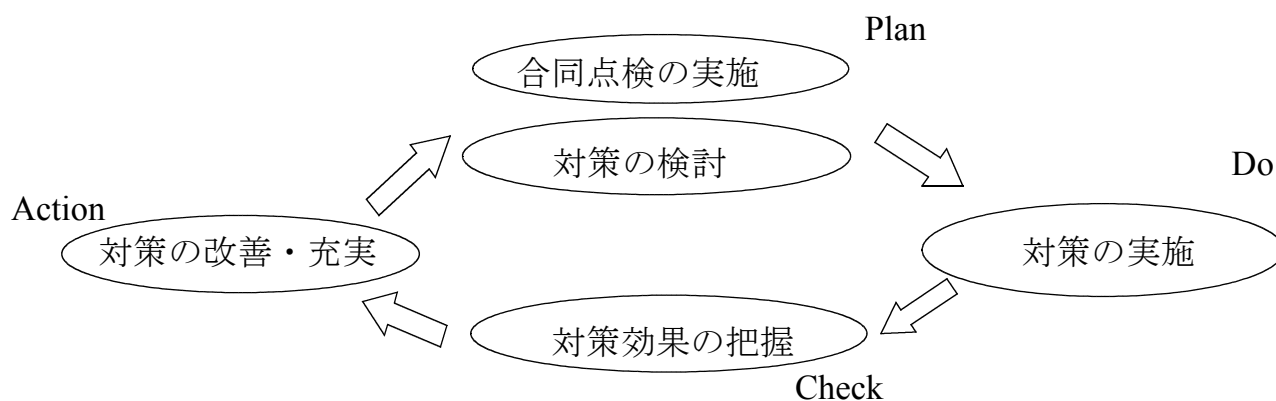 Plan
合同点検の実施
対策の検討
Do
対策の実施
Action
対策の改善・充実
対策効果の把握
Check